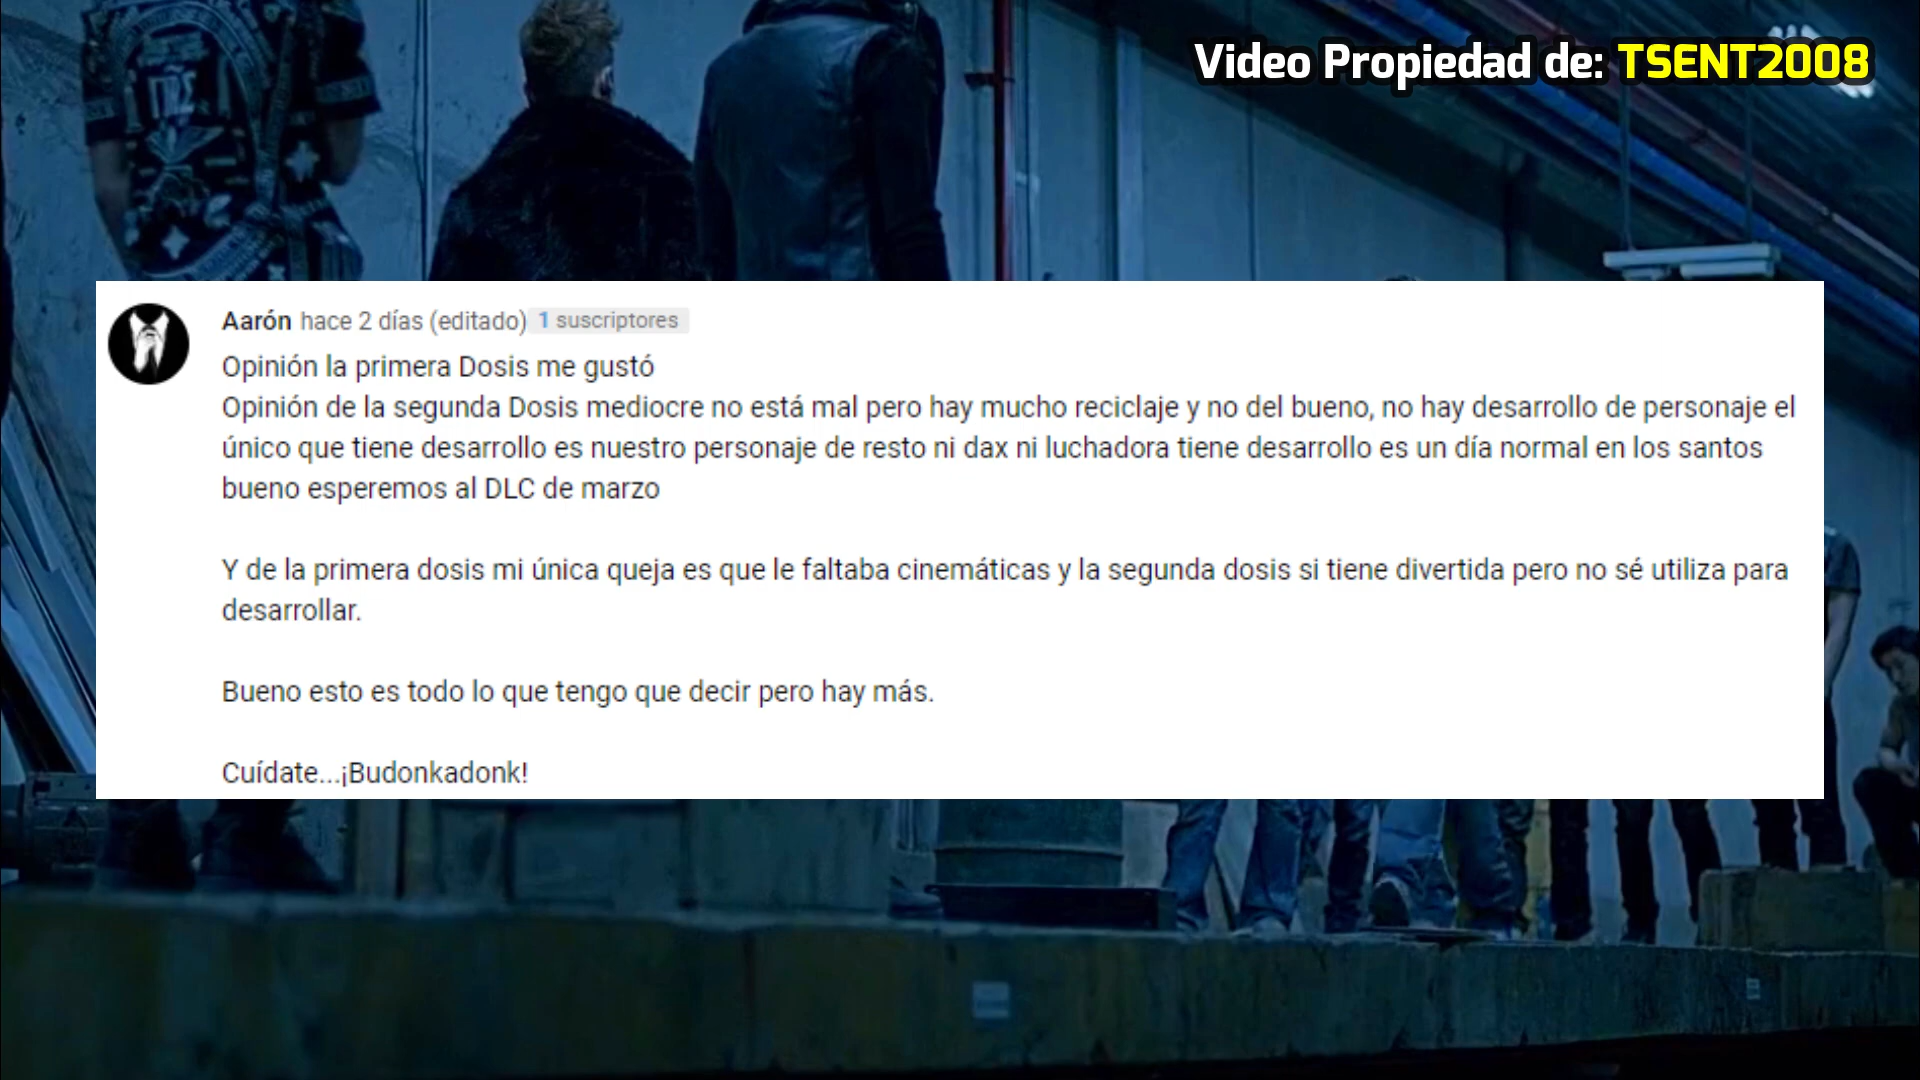 Video Propiedad de: TSENT2008
Aarón hace 2 días (editado) 1 suscriptores
Opinión la primera Dosis me gustó
Opinión de la segunda Dosis mediocre no está mal pero hay mucho reciclaje y no del bueno, no hay desarrollo de personaje el
único que tiene desarrollo es nuestro personaje de resto ni dax ni luchadora tiene desarrollo es un día normal en los santos
bueno esperemos al DLC de marzo
Y de la primera dosis mi única queja es que le faltaba cinemáticas y la segunda dosis si tiene divertida pero no sé utiliza para
desarrollar.
Bueno esto es todo lo que tengo que decir pero hay más.
Cuídate...¡Budonkadonk!